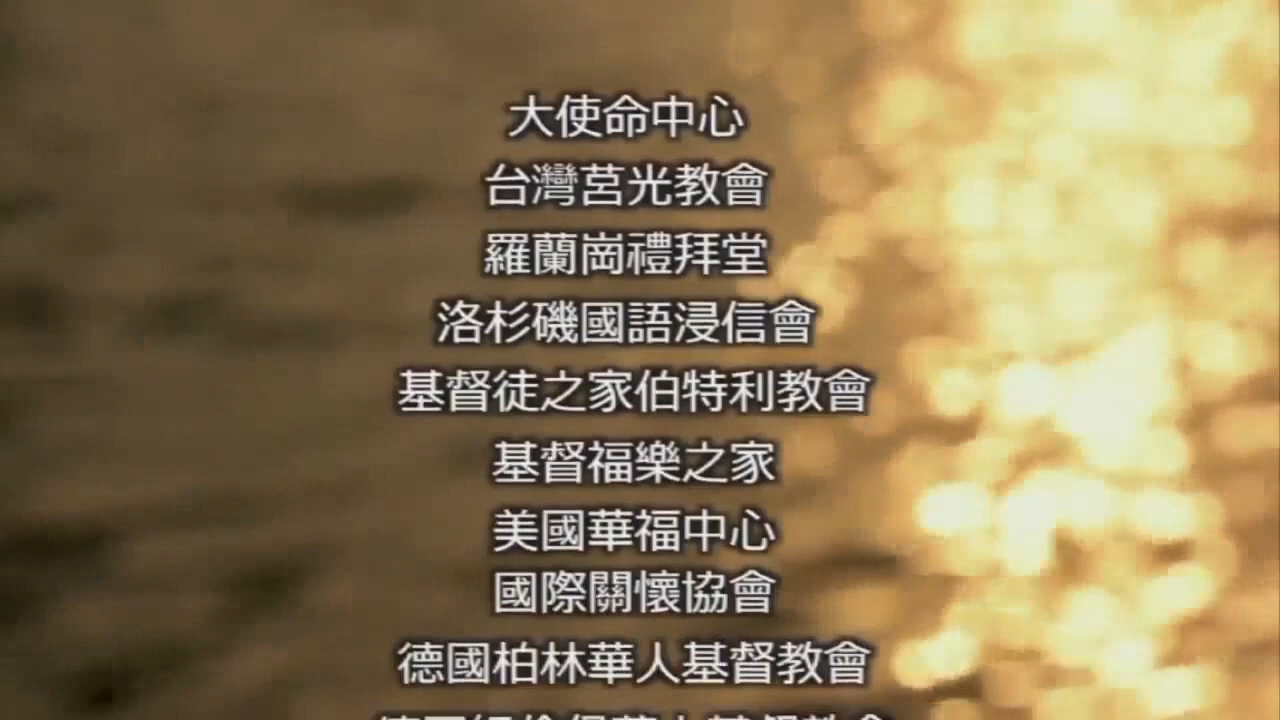 大使命中心
台灣莒光教會
羅蘭崗禮拜堂
洛杉磯國語浸信會
基督徒之家伯特利教會
基督福樂之家
美國華福中心
國際關懷協會
德國柏林華人基督教會